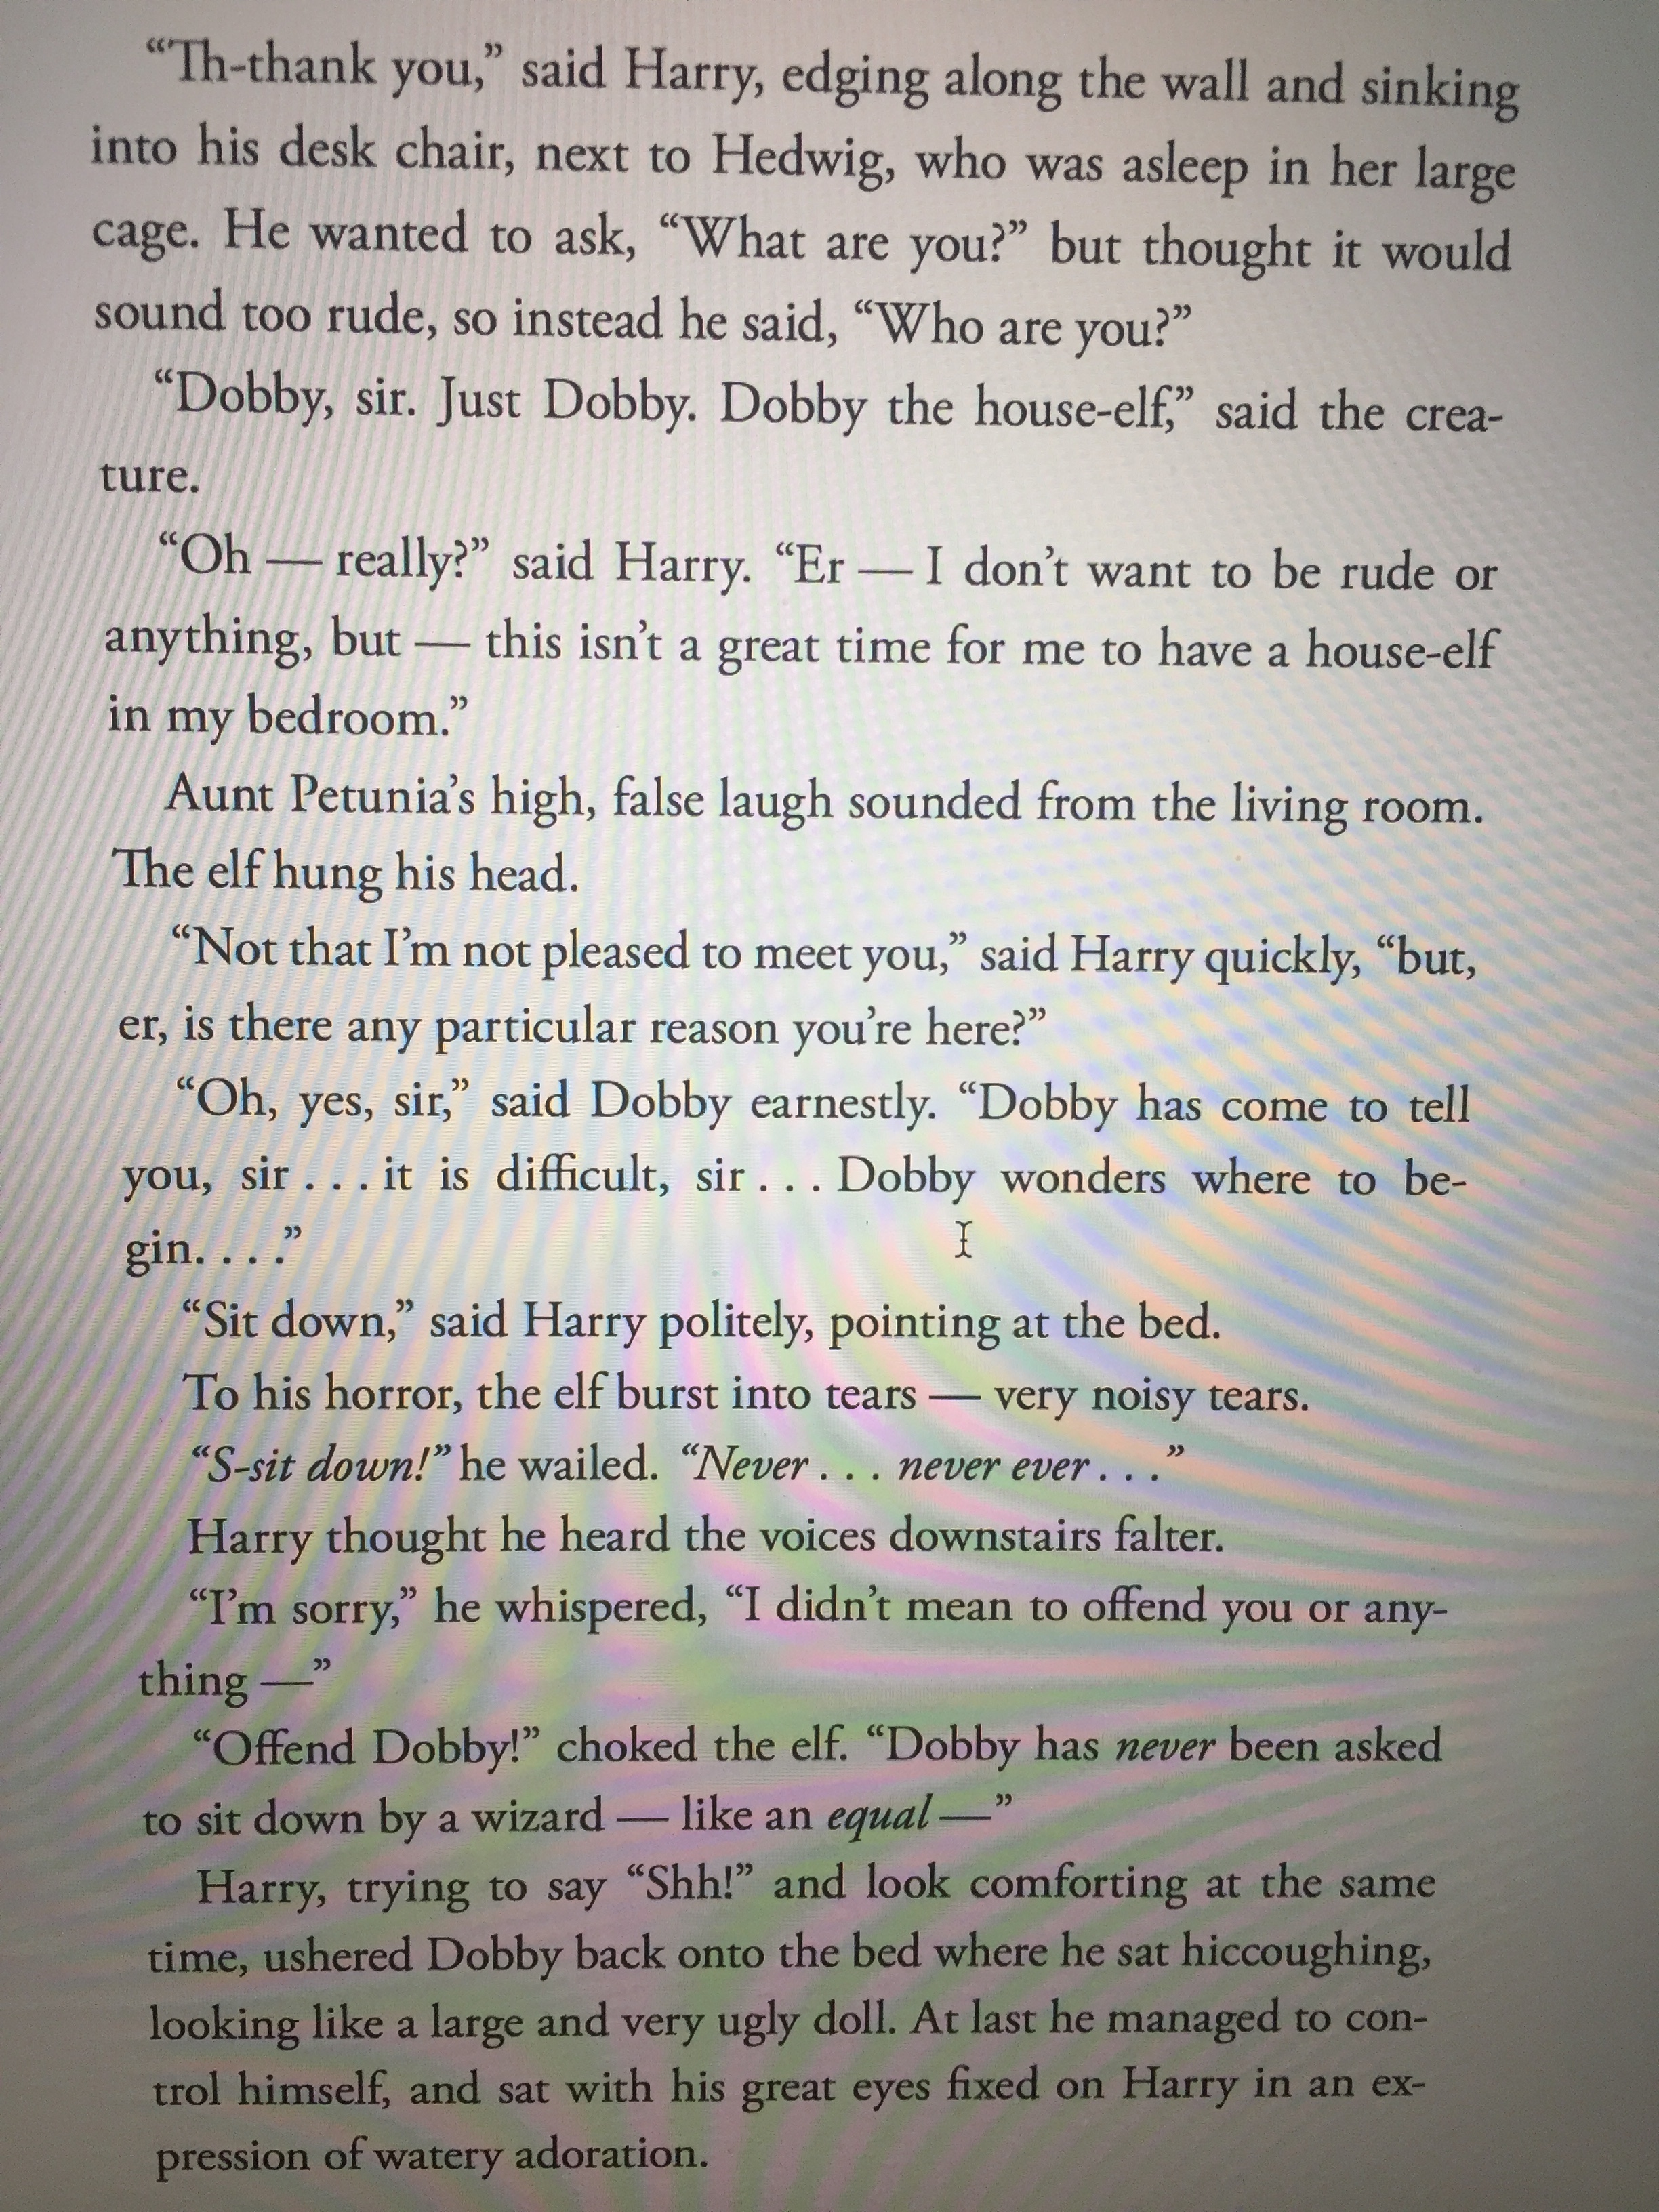 “Th-thank you,” said Harry, edging along the wall and sinking
into his desk chair, next to Hedwig, who was asleep in her large
cage. He wanted to ask, “What are you?” but thought it would
sound too rude, so instead he said, “Who are you?”
“Dobby, sir. Just Dobby. Dobby the house-elf,” said the crea-
ture.
“Oh — really?” said Harry. “Er — I don’t want to be rude or
anything, but — this isn’t a great time for me to have a house-elf
in my bedroom.”
Aunt Petunia’s high, false laugh sounded from the living room.
The elf hung his head.
“Not that I’m not pleased to meet you,” said Harry quickly, “but,
er, is there any particular reason you’re here?”
“Oh, yes, sir,” said Dobby earnestly. “Dobby has come to tell
you, sir . . . it is difficult, sir . . . Dobby wonders where to be-
gin. . . .”
“Sit down,” said Harry politely, pointing at the bed.
To his horror, the elf burst into tears — very noisy tears.
“S-sit down!” he wailed. “Never . . . never ever . . .”
Harry thought he heard the voices downstairs falter.
“I’m sorry,” he whispered, “I didn’t mean to offend you or any-
thing —”
“Offend Dobby!” choked the elf. “Dobby has never been asked
to sit down by a wizard — like an equal —”
Harry, trying to say “Shh!” and look comforting at the same
time, ushered Dobby back onto the bed where he sat hiccoughing,
looking like a large and very ugly doll. At last he managed to con-
trol himself, and sat with his great eyes fixed on Harry in an ex-
pression of watery adoration.